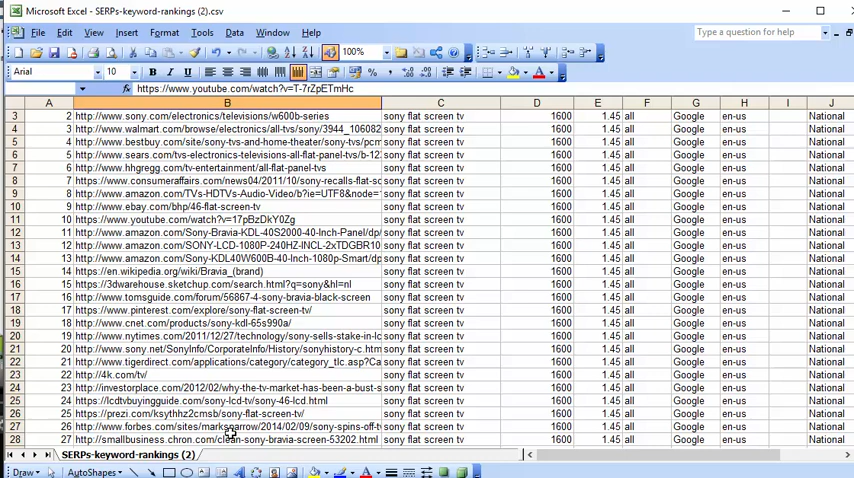 Microsoft Excel - SERPs-keyword-rankings (2).csv
File Edit View Insert Format Tools Data Window Help Type a question for help
100%
Arial 10 B I U
fx https://www.youtube.com/watch?v=T-7rZpETmHc
A B C D E F G H I J
3 2 http://www.sony.com/electronics/televisions/w600b-series sony flat screen tv 1600 1.45 all Google en-us National
4 3 http://www.walmart.com/browse/electronics/all-tvs/sony/3944_106082 sony flat screen tv 1600 1.45 all Google en-us National
5 4 http://www.bestbuy.com/site/sony-tvs-and-home-theater/sony-tvs/pcm sony flat screen tv 1600 1.45 all Google en-us National
6 5 http://www.sears.com/tvs-electronics-televisions-all-flat-panel-tvs/b-12 sony flat screen tv 1600 1.45 all Google en-us National
7 6 http://www.hhgregg.com/tv-entertainment/all-flat-panel-tvs sony flat screen tv 1600 1.45 all Google en-us National
8 7 https://www.consumeraffairs.com/news04/2011/10/sony-recalls-flat-sc sony flat screen tv 1600 1.45 all Google en-us National
9 8 http://www.amazon.com/TVs-HDTVs-Audio-Video/b?ie=UTF8&node= sony flat screen tv 1600 1.45 all Google en-us National
10 9 http://www.ebay.com/bhp/46-flat-screen-tv sony flat screen tv 1600 1.45 all Google en-us National
11 10 https://www.youtube.com/watch?v=17pBzDkY0Zg sony flat screen tv 1600 1.45 all Google en-us National
12 11 http://www.amazon.com/Sony-Bravia-KDL-40S2000-40-Inch-Panel/dp/ sony flat screen tv 1600 1.45 all Google en-us National
13 12 http://www.amazon.com/SONY-LCD-1080P-240HZ-INCL-2xTDGBR10 sony flat screen tv 1600 1.45 all Google en-us National
14 13 http://www.amazon.com/Sony-KDL40W600B-40-Inch-1080p-Smart/dp sony flat screen tv 1600 1.45 all Google en-us National
15 14 https://en.wikipedia.org/wiki/Bravia_(brand) sony flat screen tv 1600 1.45 all Google en-us National
16 15 https://3dwarehouse.sketchup.com/search.html?q=sony&hl=nl sony flat screen tv 1600 1.45 all Google en-us National
17 16 http://www.tomsguide.com/forum/56867-4-sony-bravia-black-screen sony flat screen tv 1600 1.45 all Google en-us National
18 17 https://www.pinterest.com/explore/sony-flat-screen-tv/ sony flat screen tv 1600 1.45 all Google en-us National
19 18 http://www.cnet.com/products/sony-kdl-65s990a/ sony flat screen tv 1600 1.45 all Google en-us National
20 19 http://www.nytimes.com/2011/12/27/technology/sony-sells-stake-in-lc sony flat screen tv 1600 1.45 all Google en-us National
21 20 http://www.sony.net/SonyInfo/CorporateInfo/History/sonyhistory-c.htm sony flat screen tv 1600 1.45 all Google en-us National
22 21 http://www.tigerdirect.com/applications/category/category_tlc.asp?Ca sony flat screen tv 1600 1.45 all Google en-us National
23 22 http://4k.com/tv/ sony flat screen tv 1600 1.45 all Google en-us National
24 23 http://investorplace.com/2012/02/why-the-tv-market-has-been-a-bust-s sony flat screen tv 1600 1.45 all Google en-us National
25 24 https://lcdtvbuyingguide.com/sony-lcd-tv/sony-46-lcd.html sony flat screen tv 1600 1.45 all Google en-us National
26 25 https://prezi.com/ksythhz2cmsb/sony-flat-screen-tv/ sony flat screen tv 1600 1.45 all Google en-us National
27 26 http://www.forbes.com/sites/marksparrow/2014/02/09/sony-spins-off-t sony flat screen tv 1600 1.45 all Google en-us National
28 27 http://smallbusiness.chron.com/clean-sony-bravia-screen-53202.html sony flat screen tv 1600 1.45 all Google en-us National
SERPs-keyword-rankings (2)
Draw AutoShapes